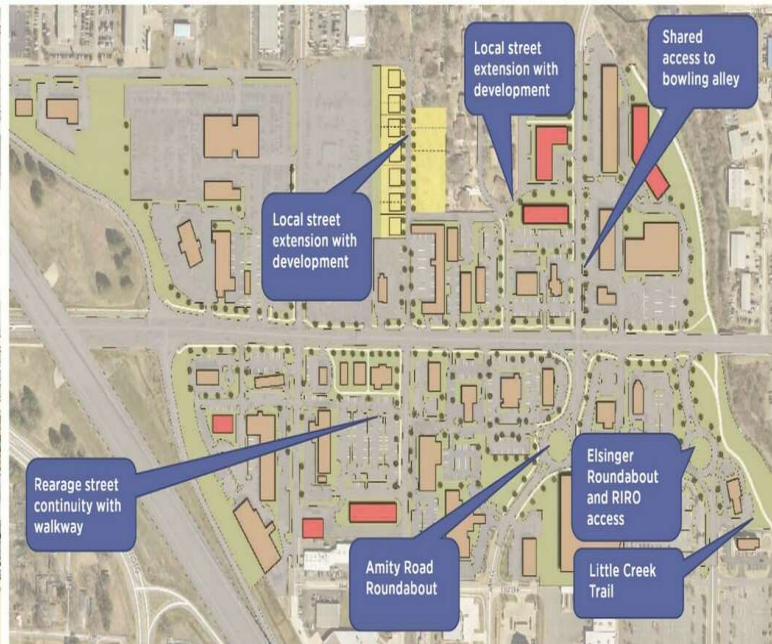 Local street
extension with
development
Shared
access to
bowling alley
Local street
extension with
development
Rearage street
continuity with
walkway
Amity Road
Roundabout
Elsinger
Roundabout
and RIRO
access
Little Creek
Trail